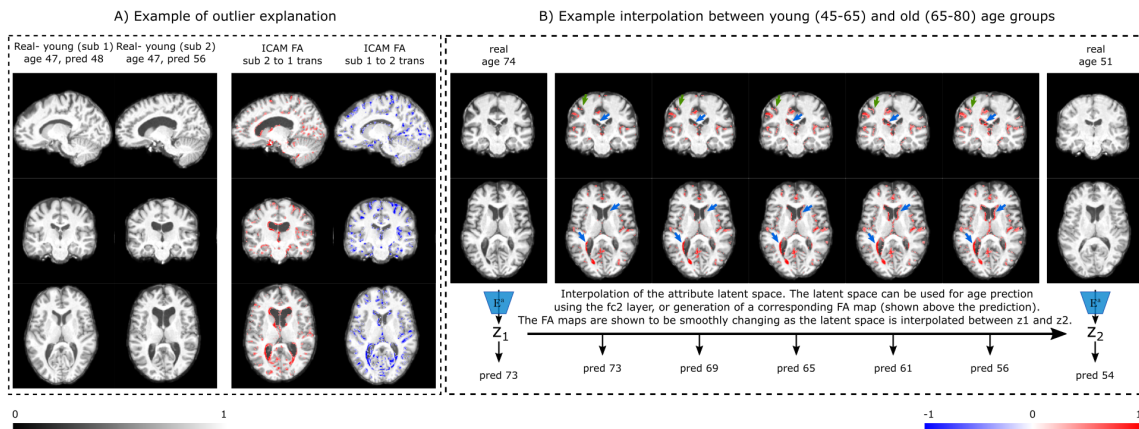 A) Example of outlier explanation
Real- young (sub 1)
age 47, pred 48
Real- young (sub 2)
age 47, pred 56
ICAM FA
sub 2 to 1 trans
ICAM FA
sub 1 to 2 trans
0
1
B) Example interpolation between young (45-65) and old (65-80) age groups
real
age 74
real
age 51
Interpolation of the attribute latent space. The latent space can be used for age prection
using the fc2 layer, or generation of a corresponding FA map (shown above the prediction).
The FA maps are shown to be smoothly changing as the latent space is interpolated between z1 and z2.
Eᵃ
Eᵃ
Z₁
Z₂
pred 73
pred 73
pred 69
pred 65
pred 61
pred 56
pred 54
-1
0
1